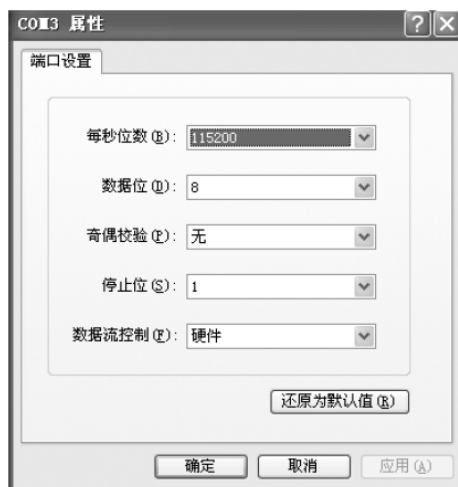 COM3 属性
端口设置
每秒位数(B): 115200
数据位(D): 8
奇偶校验(P): 无
停止位(S): 1
数据流控制(F): 硬件
还原为默认值(R)
确定 取消 应用(A)